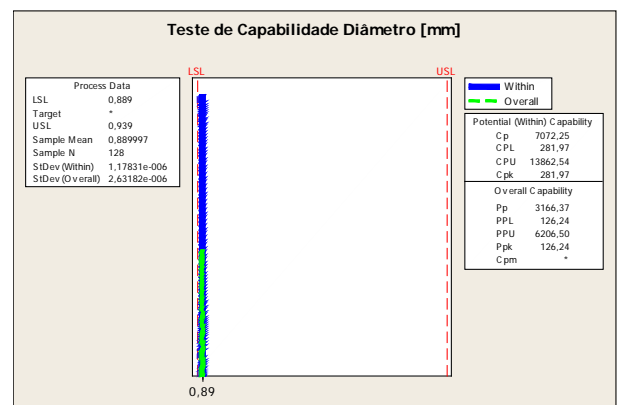 Teste de Capabilidade Diâmetro [mm]
LSL
USL
Process Data
LSL 0,889
Target *
USL 0,939
Sample Mean 0,889997
Sample N 128
StDev(Within) 1,17831e-006
StDev(Overall) 2,63182e-006
Within
Overall
Potential (Within) Capability
Cp 7072,25
CPL 281,97
CPU 13862,54
Cpk 281,97
Overall Capability
Pp 3166,37
PPL 126,24
PPU 6206,50
Ppk 126,24
Cpm *
0,89